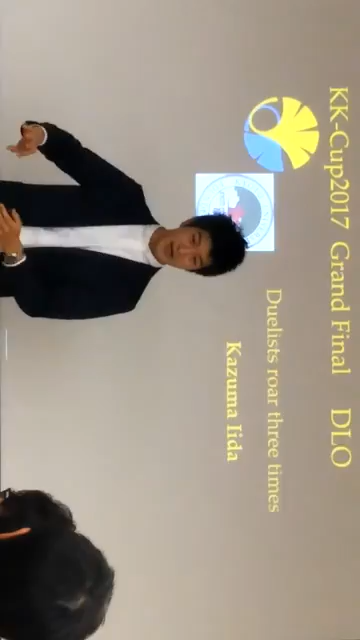 KK-Cup2017 Grand Final DLO
Duelists roar three times
Kazuma Iida